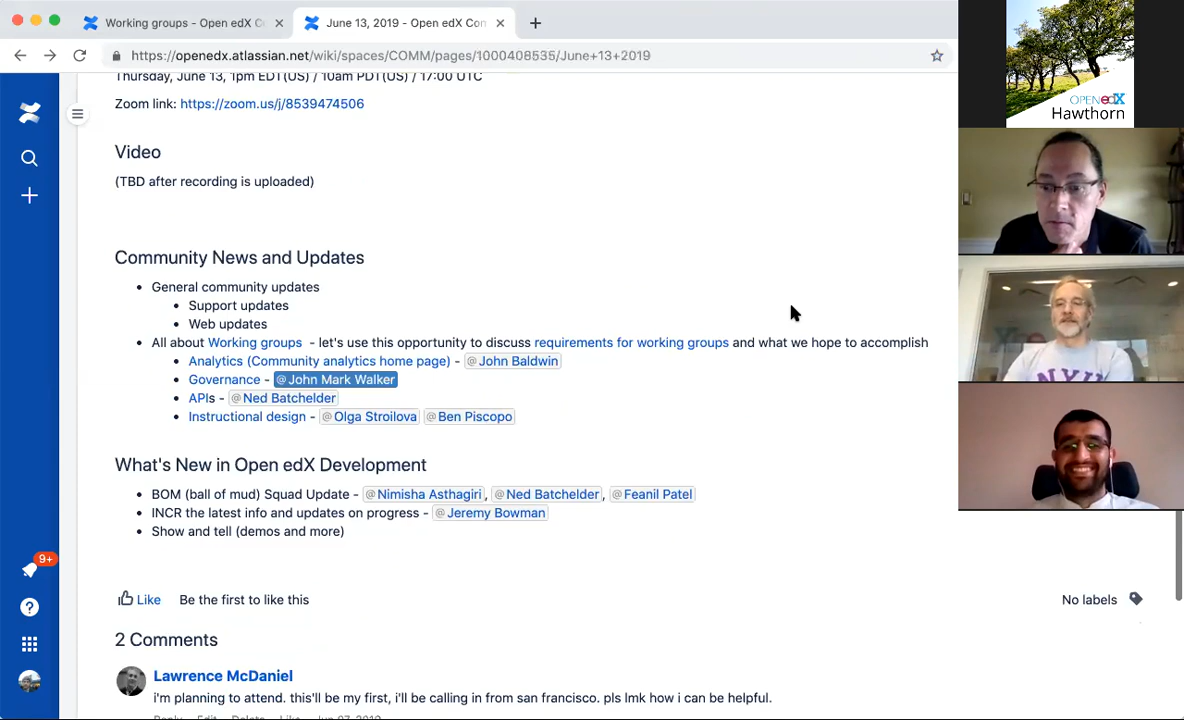 Working groups - Open edX Co
June 13, 2019 - Open edX Con
https://openedx.atlassian.net/wiki/spaces/COMM/pages/1000408535/June+13+2019
Thursday, June 13, 1pm EDT(US) / 10am PDT(US) / 17:00 UTC
Zoom link: https://zoom.us/j/8539474506
Video
(TBD after recording is uploaded)
Community News and Updates
General community updates
Support updates
Web updates
All about Working groups - let's use this opportunity to discuss requirements for working groups and what we hope to accomplish
Analytics (Community analytics home page) - @John Baldwin
Governance - @John Mark Walker
APIs - @Ned Batchelder
Instructional design - @Olga Stroilova @Ben Piscopo
What's New in Open edX Development
BOM (ball of mud) Squad Update - @Nimisha Asthagiri, @Ned Batchelder, @Feanil Patel
INCR the latest info and updates on progress - @Jeremy Bowman
Show and tell (demos and more)
9+
Like Be the first to like this
No labels
2 Comments
Lawrence McDaniel
i'm planning to attend. this'll be my first, i'll be calling in from san francisco. pls lmk how i can be helpful.
Reply Edit Delete Like Jun 07, 2019
OPEN edX
Hawthorn